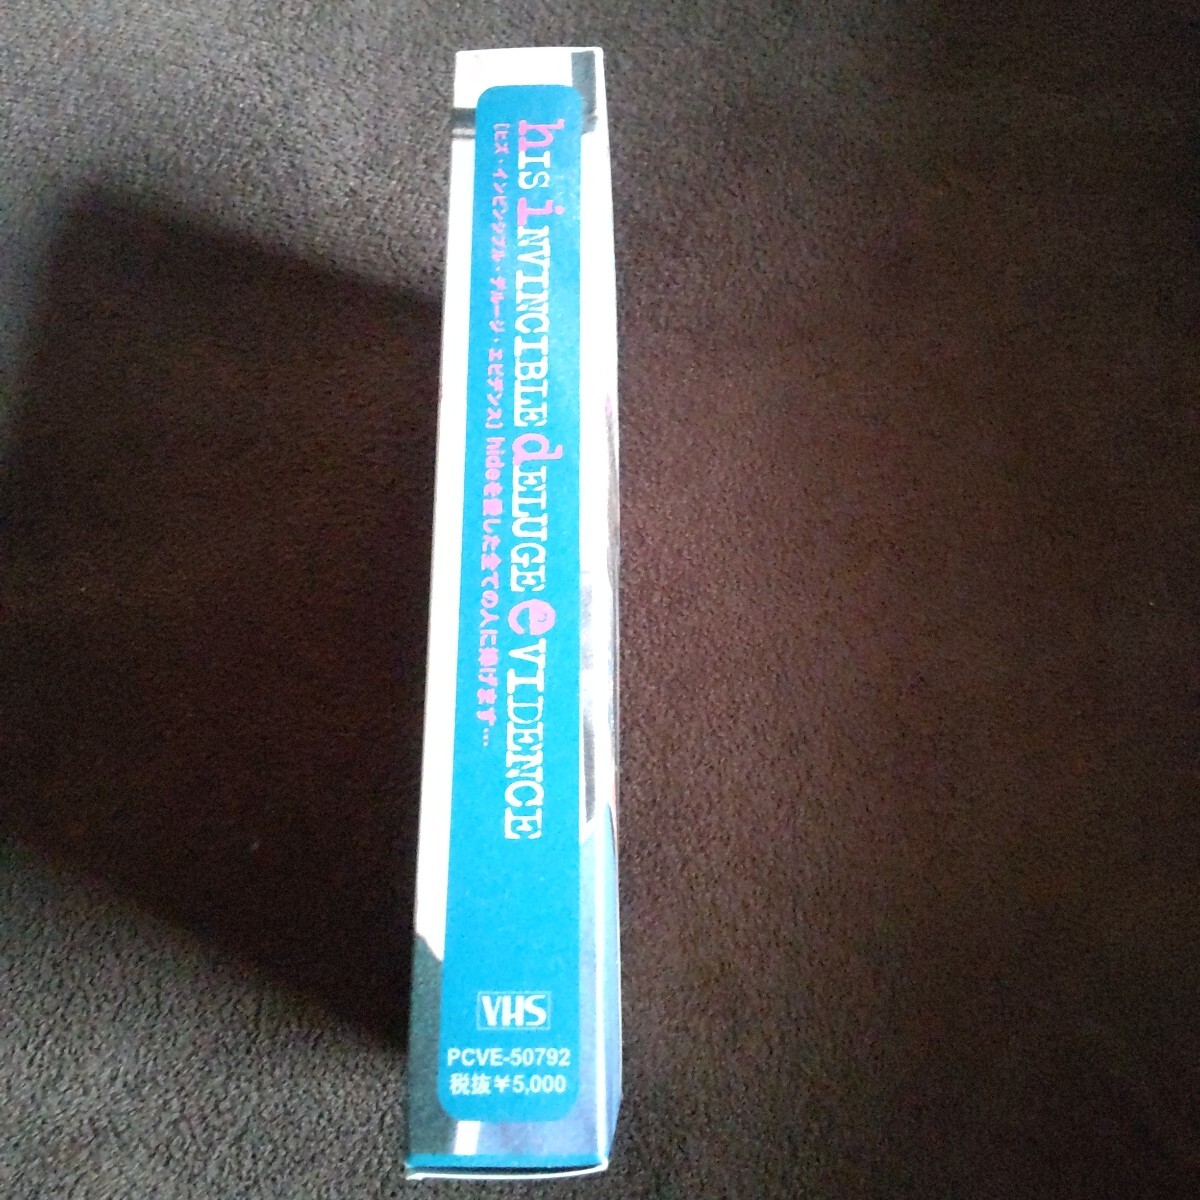 hIS iNVINCIBLE dELUGE eVIDENCE
[ヒズ・インビンシブル・デルージ・エビデンス] hideを愛した全ての人に捧げます…
VHS
PCVE-50792
税抜¥5,000